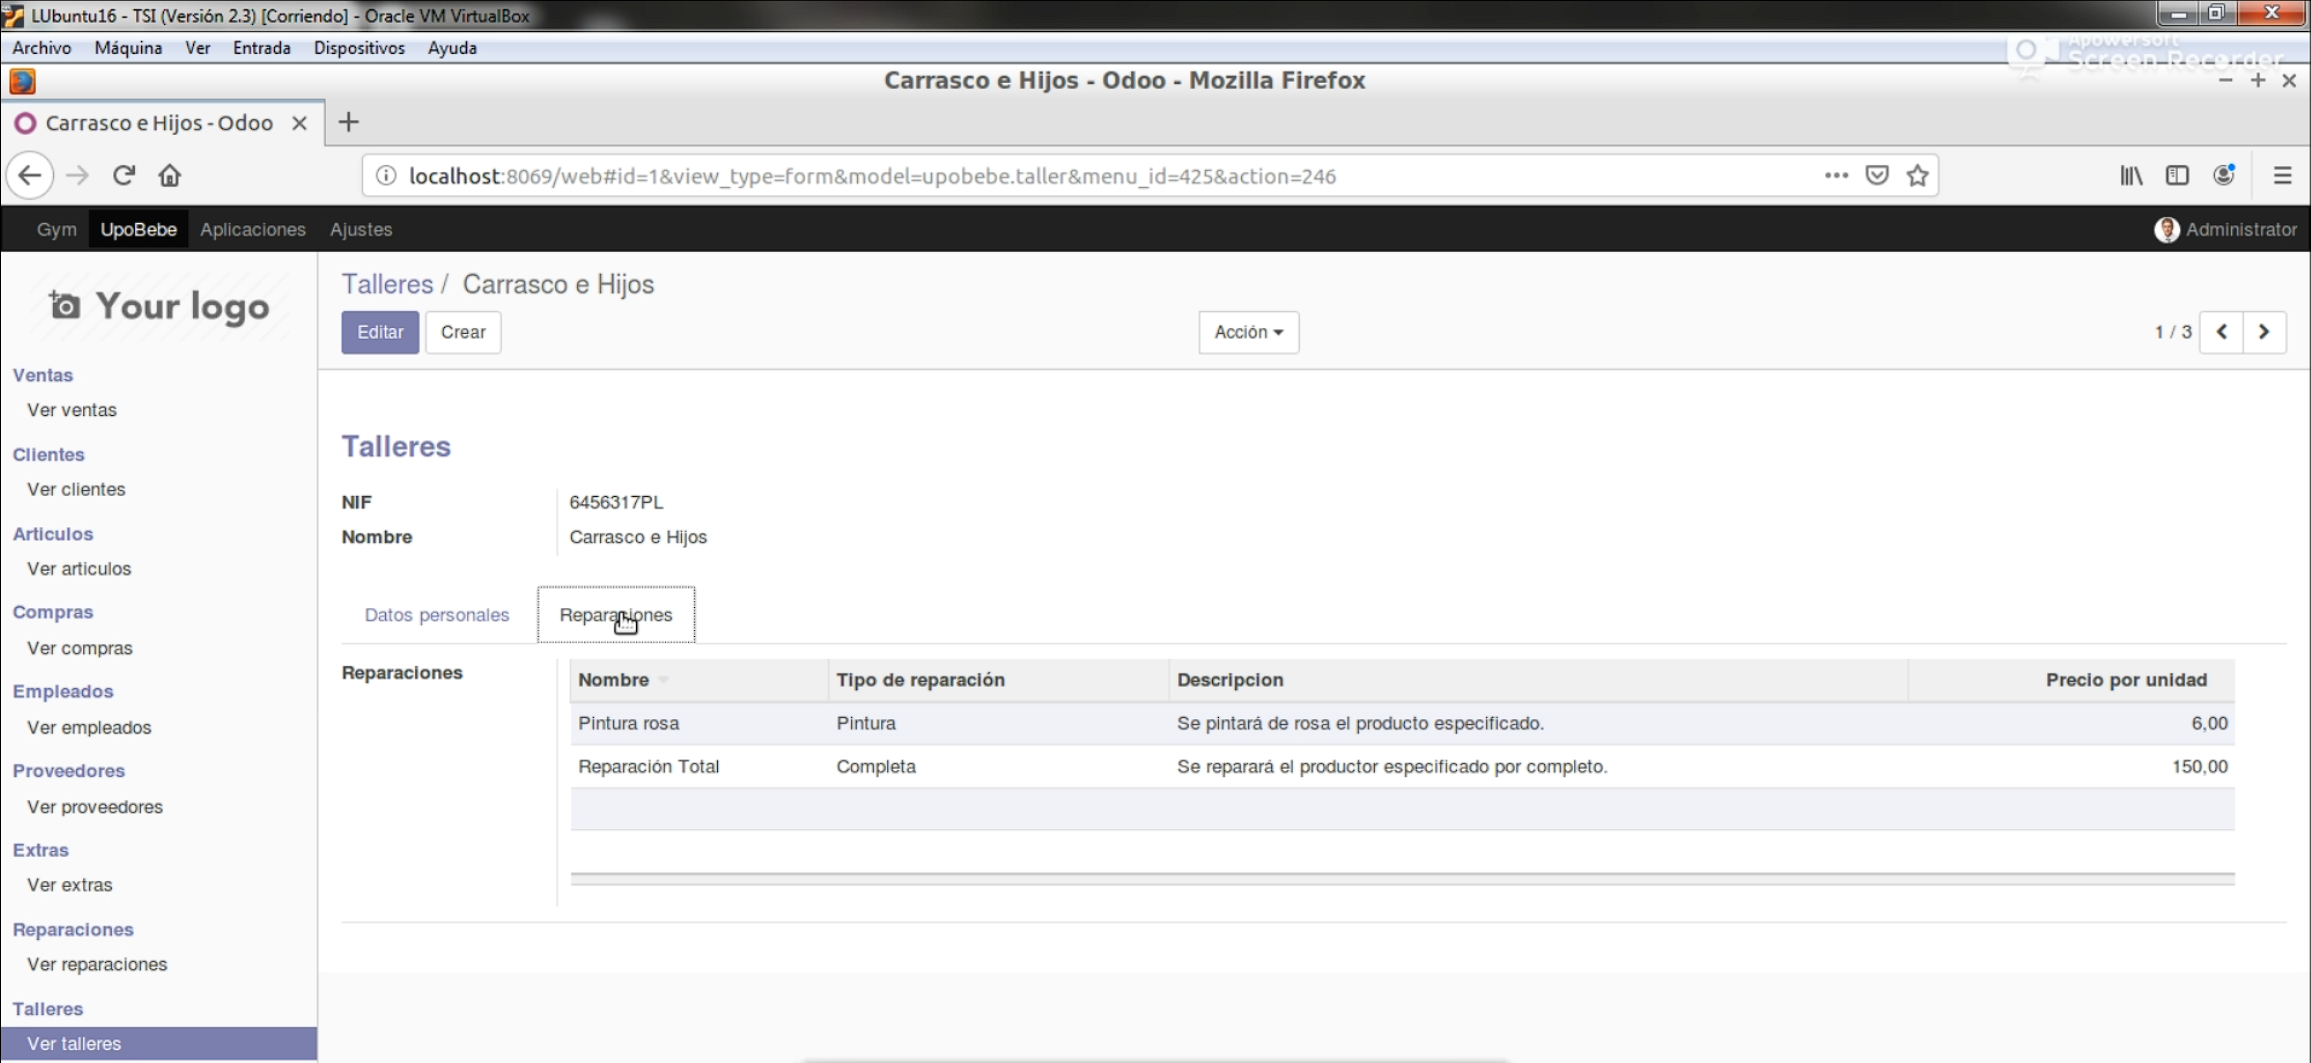 LUbuntu16 - TSI (Versión 2.3) [Corriendo] - Oracle VM VirtualBox
Archivo Máquina Ver Entrada Dispositivos Ayuda
Apowersoft
Screen Recorder
Carrasco e Hijos - Odoo - Mozilla Firefox
Carrasco e Hijos - Odoo
localhost:8069/web#id=1&view_type=form&model=upobebe.taller&menu_id=425&action=246
Gym UpoBebe Aplicaciones Ajustes Administrator
Your logo
Talleres / Carrasco e Hijos
Editar Crear Acción 1 / 3
Ventas
Ver ventas
Clientes
Ver clientes
Articulos
Ver articulos
Compras
Ver compras
Empleados
Ver empleados
Proveedores
Ver proveedores
Extras
Ver extras
Reparaciones
Ver reparaciones
Talleres
Ver talleres
Talleres
NIF 6456317PL
Nombre Carrasco e Hijos
Datos personales Reparaciones
Reparaciones
Nombre Tipo de reparación Descripcion Precio por unidad
Pintura rosa Pintura Se pintará de rosa el producto especificado. 6,00
Reparación Total Completa Se reparará el productor especificado por completo. 150,00